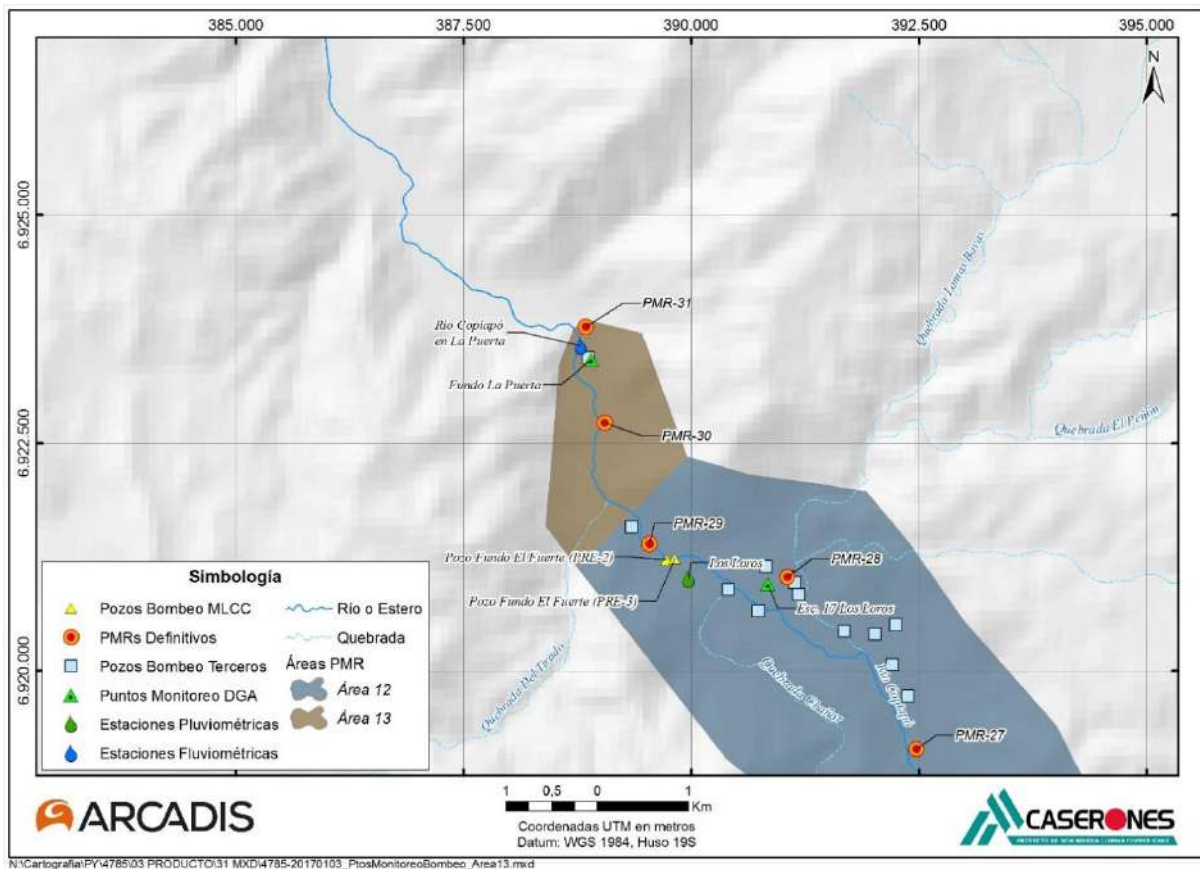 385.000 387.500 390.000 392.500 395.000
N
6.925.000
6.922.500
6.920.000
Quebrada Lomas Bayas
PMR-31
Río Copiapó
en La Puerta
Fundo La Puerta
PMR-30
Quebrada El Peñón
PMR-29
Pozo Fundo El Fuerte (PRE-2)
Los Loros
PMR-28
Pozo Fundo El Fuerte (PRE-3)
Esc. 17 Los Loros
Quebrada Del Tejado
Quebrada Chañar
Río Copiapó
PMR-27
Simbología
Pozos Bombeo MLCC
PMRs Definitivos
Pozos Bombeo Terceros
Puntos Monitoreo DGA
Estaciones Pluviométricas
Estaciones Fluviométricas
Río o Estero
Quebrada
Áreas PMR
Área 12
Área 13
ARCADIS
1 0,5 0 1
Km
Coordenadas UTM en metros
Datum: WGS 1984, Huso 19S
CASERONES
N:\Cartografia\PY\4785\03 PRODUCTO\31 MXD\4785-20170103_PtosMonitoreoBombeo_Area13.mxd